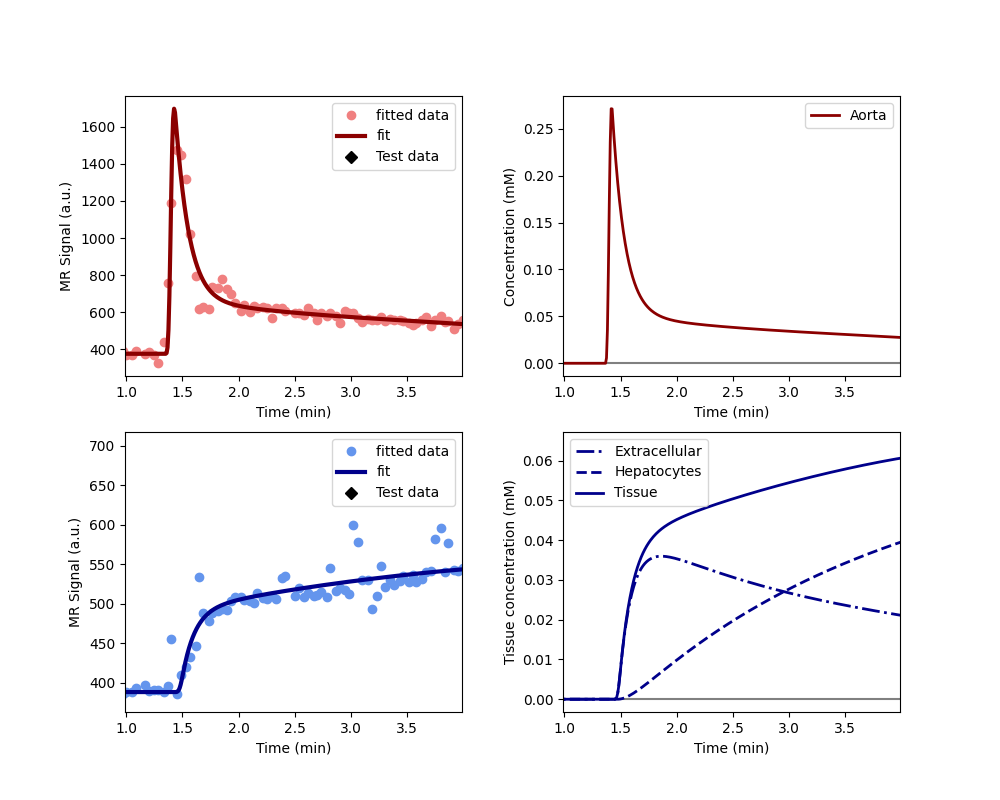 1600
1400
1200
1000
800
600
400
MR Signal (a.u.)
fitted data
fit
Test data
1.0 1.5 2.0 2.5 3.0 3.5
Time (min)
0.25
0.20
0.15
0.10
0.05
0.00
Concentration (mM)
Aorta
1.0 1.5 2.0 2.5 3.0 3.5
Time (min)
700
650
600
550
500
450
400
MR Signal (a.u.)
fitted data
fit
Test data
1.0 1.5 2.0 2.5 3.0 3.5
Time (min)
0.06
0.05
0.04
0.03
0.02
0.01
0.00
Tissue concentration (mM)
Extracellular
Hepatocytes
Tissue
1.0 1.5 2.0 2.5 3.0 3.5
Time (min)